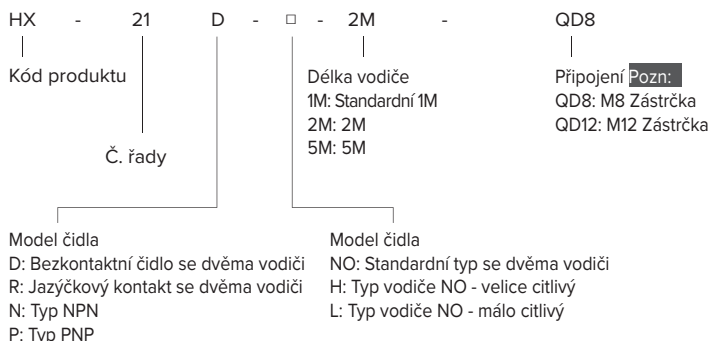 HX - 21 D - □ - 2M - QD8
Kód produktu
Č. řady
Délka vodiče
1M: Standardní 1M
2M: 2M
5M: 5M
Připojení Pozn:
QD8: M8 Zástrčka
QD12: M12 Zástrčka
Model čidla
D: Bezkontaktní čidlo se dvěma vodiči
R: Jazýčkový kontakt se dvěma vodiči
N: Typ NPN
P: Typ PNP
Model čidla
NO: Standardní typ se dvěma vodiči
H: Typ vodiče NO - velice citlivý
L: Typ vodiče NO - málo citlivý